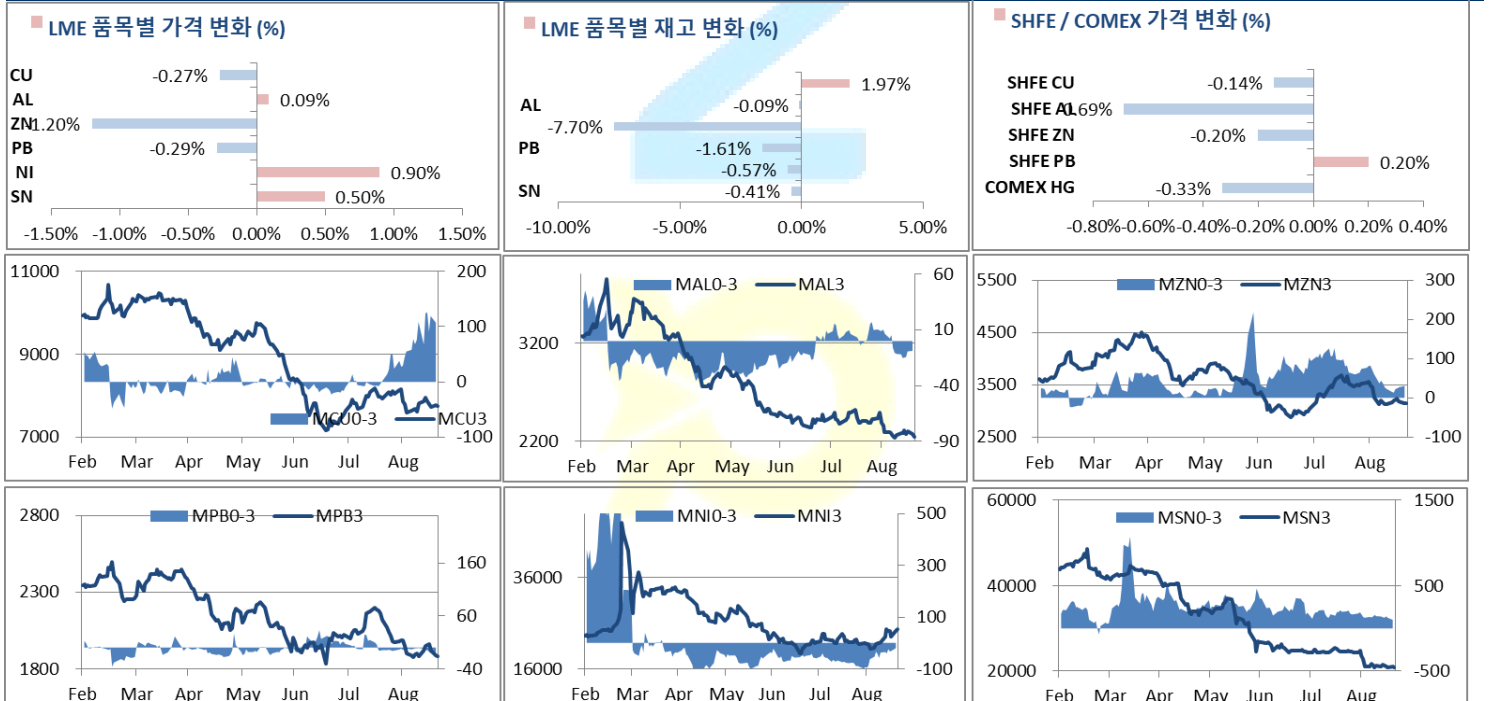 LME 품목별 가격 변화 (%)
CU
-0.27%
AL
0.09%
ZN
-1.20%
PB
-0.29%
NI
0.90%
SN
0.50%
-1.50% -1.00% -0.50% 0.00% 0.50% 1.00% 1.50%
LME 품목별 재고 변화 (%)
1.97%
AL
-0.09%
-7.70%
PB
-1.61%
-0.57%
SN
-0.41%
-10.00% -5.00% 0.00% 5.00%
SHFE / COMEX 가격 변화 (%)
SHFE CU
-0.14%
SHFE AL
-0.69%
SHFE ZN
-0.20%
SHFE PB
0.20%
COMEX HG
-0.33%
-0.80% -0.60% -0.40% -0.20% 0.00% 0.20% 0.40%
11000
9000
7000
200
100
0
-100
MCU0-3 MCU3
Feb Mar Apr May Jun Jul Aug
MAL0-3 MAL3
3200
2200
60
10
-40
-90
Feb Mar Apr May Jun Jul Aug
MZN0-3 MZN3
5500
4500
3500
2500
300
200
100
0
-100
Feb Mar Apr May Jun Jul Aug
MPB0-3 MPB3
2800
2300
1800
160
60
-40
Feb Mar Apr May Jun Jul Aug
MNI0-3 MNI3
36000
16000
500
300
100
-100
Feb Mar Apr May Jun Jul Aug
MSN0-3 MSN3
60000
40000
20000
1500
500
-500
Feb Mar Apr May Jun Jul Aug